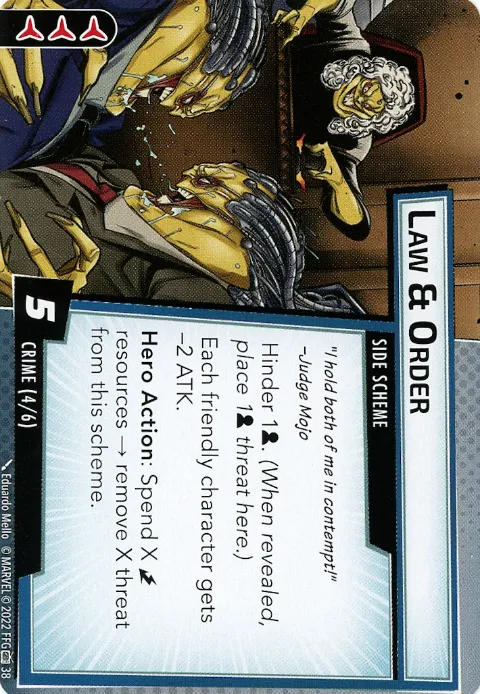 LAW & ORDER
SIDE SCHEME
"I hold both of me in contempt!"
–Judge Mojo
Hinder 1. (When revealed,
place 1 threat here.)
Each friendly character gets
–2 ATK.
Hero Action: Spend X
resources → remove X threat
from this scheme.
5
CRIME (4/6)
Eduardo Mello © MARVEL © 2022 FFG 38